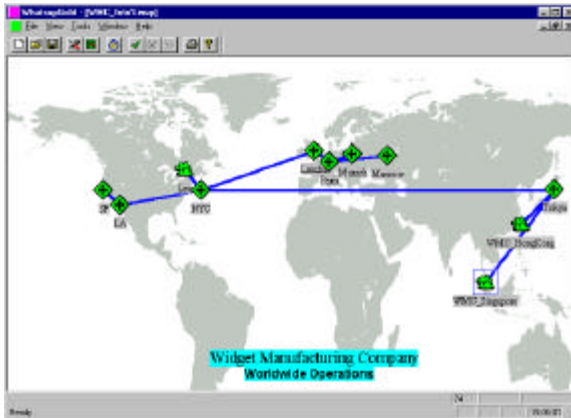 WhatsupGold - [WMC_
File View Tools Window Help
London
Paris
Munich
Moscow
SF
LA
NYC
Tokyo
WMC_HongKong
WMC_Singapore
Widget Manufacturing Company
Worldwide Operations
Ready